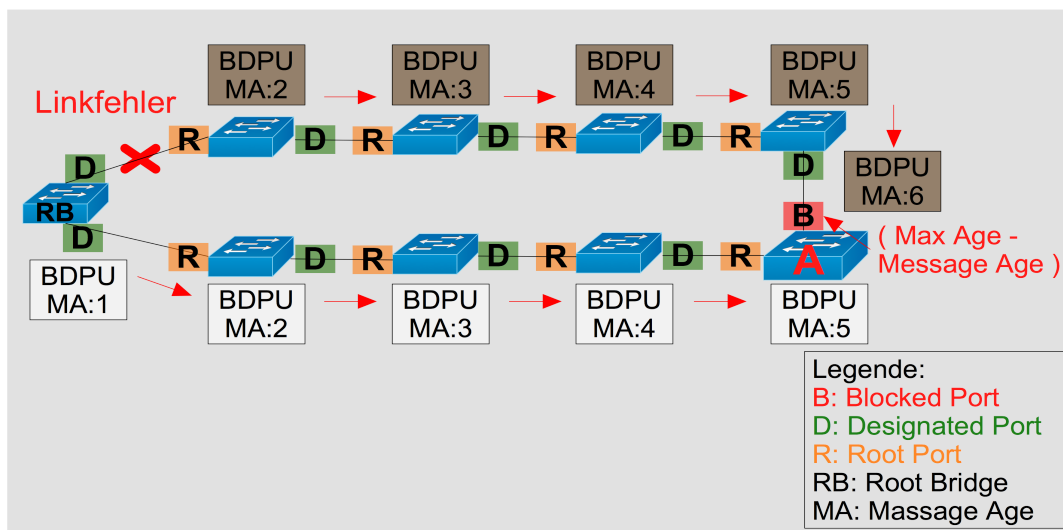 BDPU
MA:2
BDPU
MA:3
BDPU
MA:4
BDPU
MA:5
Linkfehler
R D R D R D R
D
D
BDPU
MA:6
RB
B
D
( Max Age -
Message Age )
R D R D R D R A
BDPU
MA:1
BDPU
MA:2
BDPU
MA:3
BDPU
MA:4
BDPU
MA:5
Legende:
B: Blocked Port
D: Designated Port
R: Root Port
RB: Root Bridge
MA: Massage Age